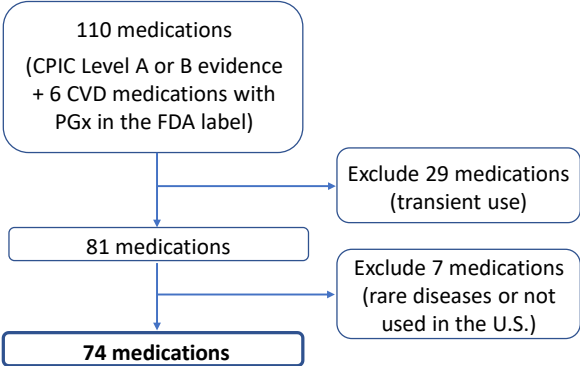 110 medications
(CPIC Level A or B evidence
+ 6 CVD medications with
PGx in the FDA label)
Exclude 29 medications
(transient use)
81 medications
Exclude 7 medications
(rare diseases or not
used in the U.S.)
74 medications